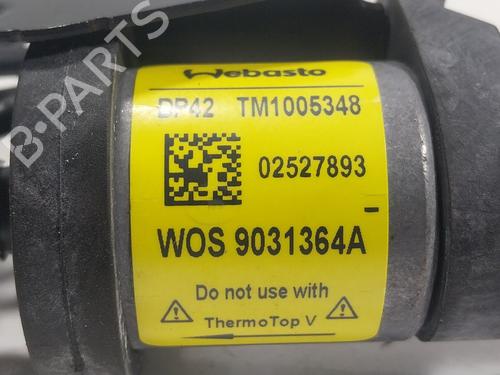 Webasto
DP42 TM1005348
02527893
-
WOS 9031364A
Do not use with
ThermoTop V
B-PARTS